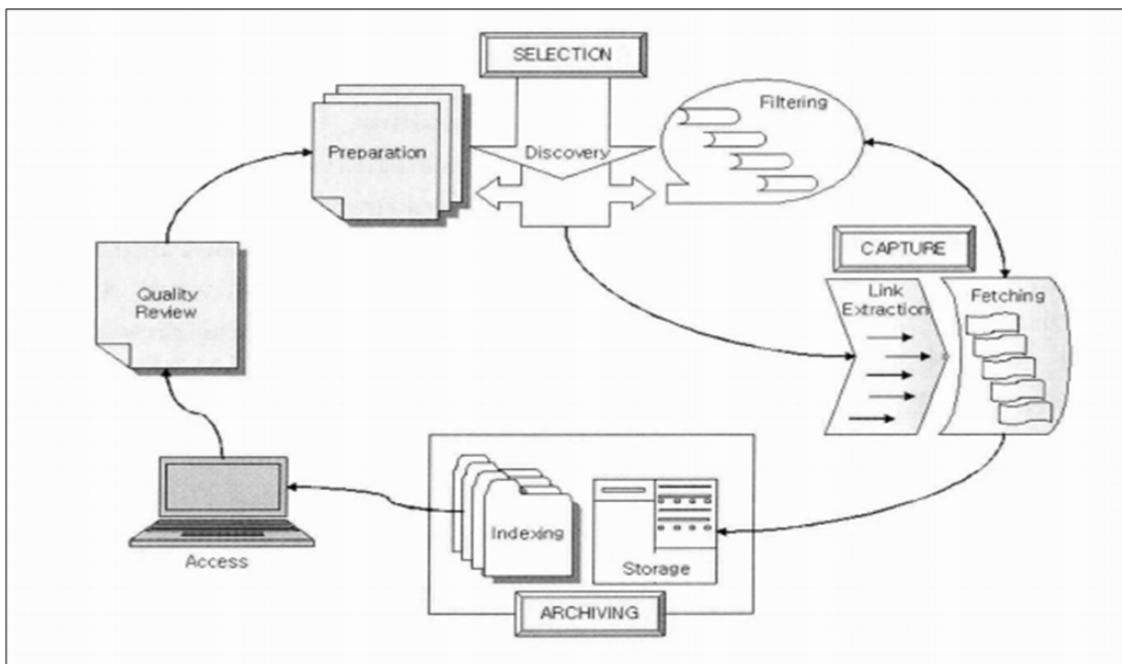 SELECTION
Filtering
Preparation
Discovery
CAPTURE
Quality
Review
Link
Extraction
Fetching
Indexing
Storage
Access
ARCHIVING